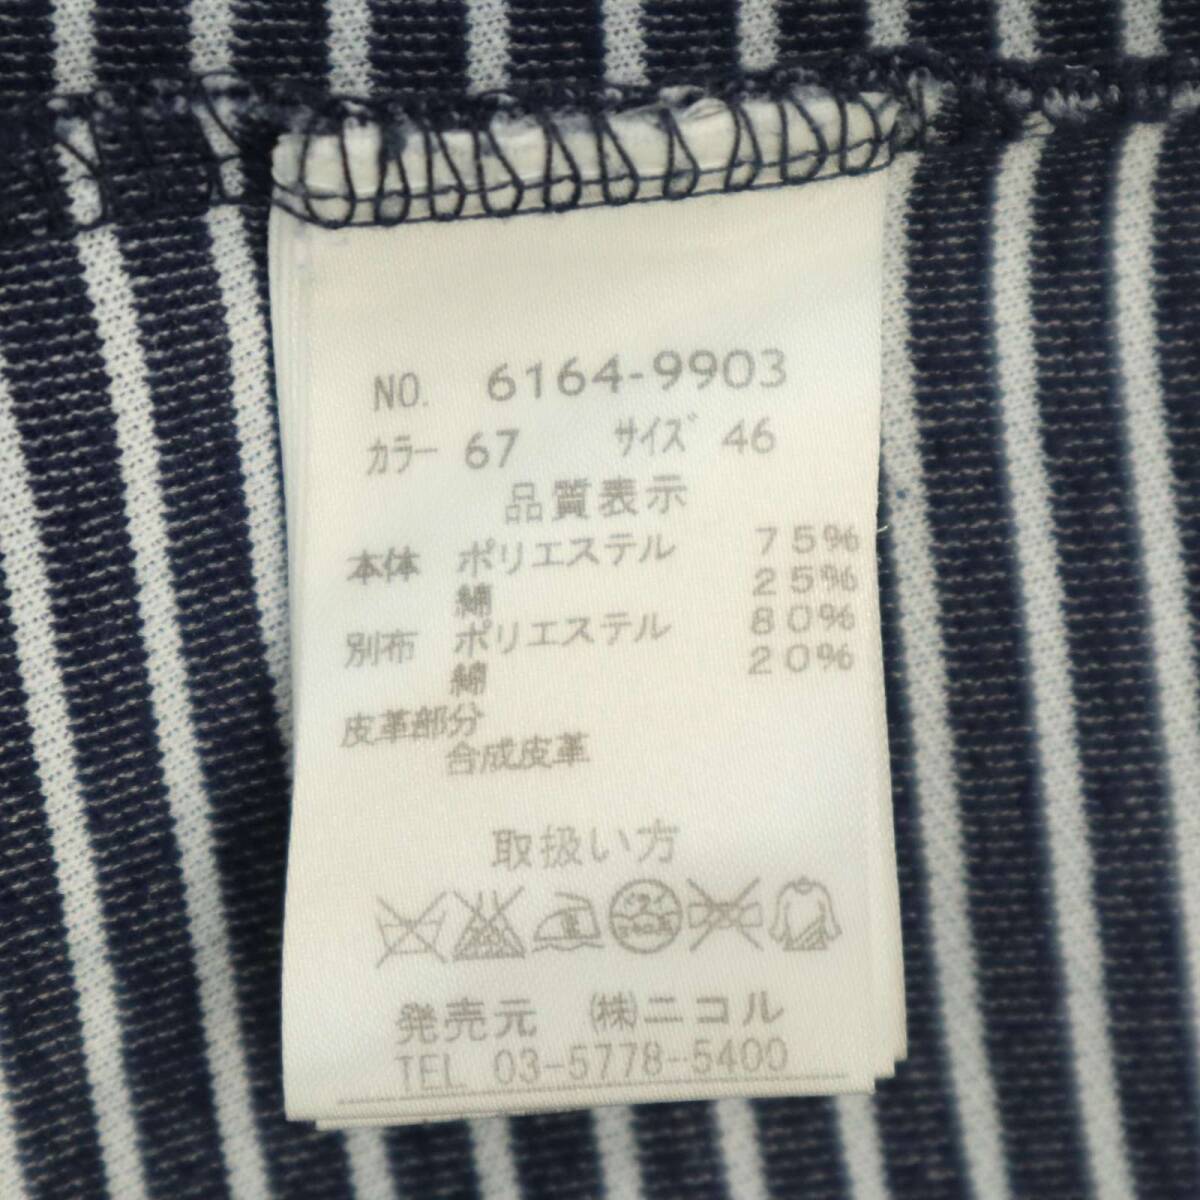 NO. 6164-9903
カラー 67 サイズ 46
品質表示
本体 ポリエステル 75%
綿 25%
別布 ポリエステル 80%
綿 20%
皮革部分
合成皮革
取扱い方
発売元 ㈱ニコル
TEL 03-5778-5400